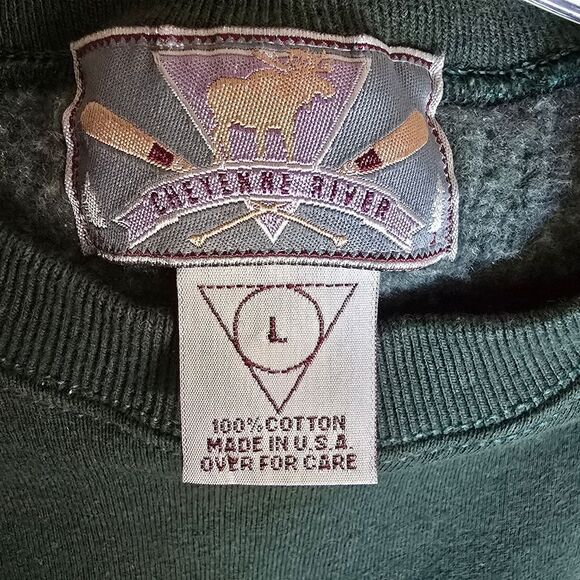 CHEYENNE RIVER
L
100% COTTON
MADE IN U.S.A.
OVER FOR CARE